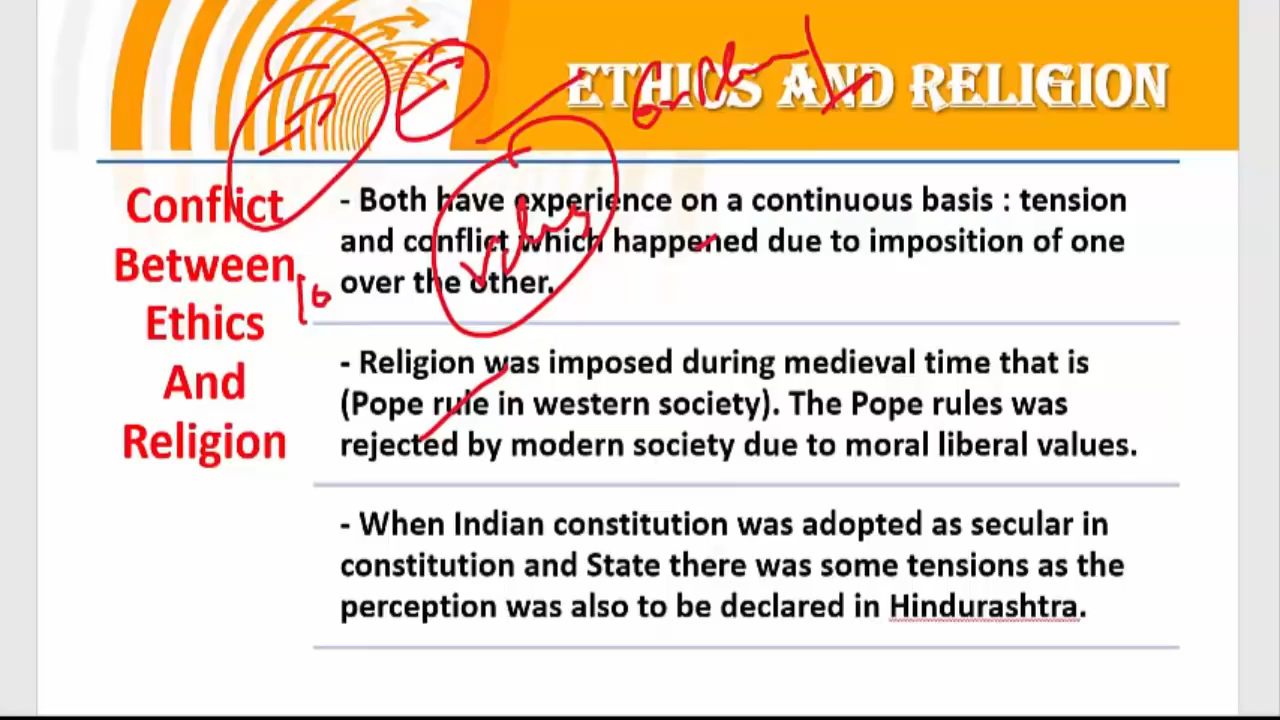 ETHICS AND RELIGION
Conflict
Between
Ethics
And
Religion
- Both have experience on a continuous basis : tension
and conflict which happened due to imposition of one
over the other.
values
- Religion was imposed during medieval time that is
(Pope rule in western society). The Pope rules was
rejected by modern society due to moral liberal values.
- When Indian constitution was adopted as secular in
constitution and State there was some tensions as the
perception was also to be declared in Hindurashtra.